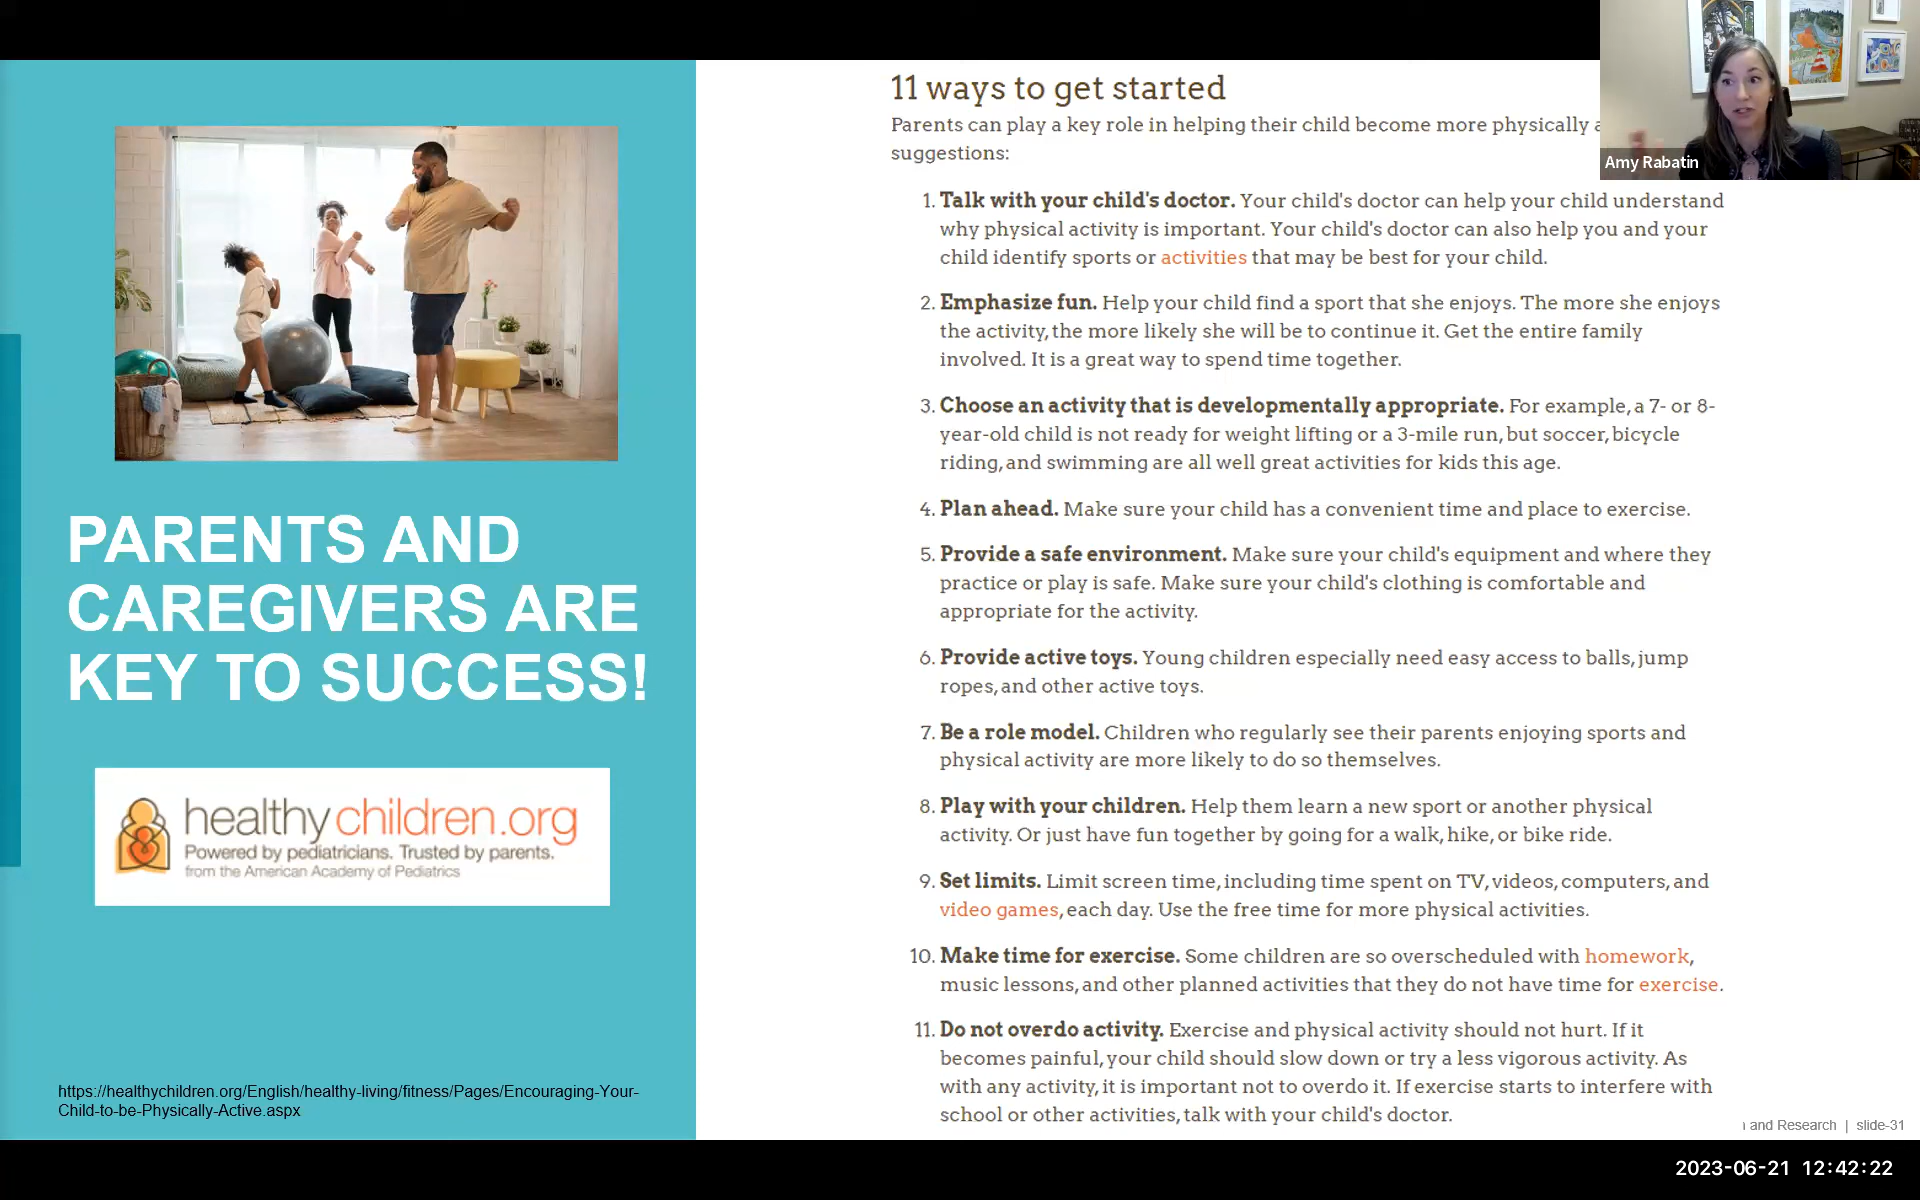 PARENTS AND
CAREGIVERS ARE
KEY TO SUCCESS!
healthychildren.org
Powered by pediatricians. Trusted by parents.
from the American Academy of Pediatrics
https://healthychildren.org/English/healthy-living/fitness/Pages/Encouraging-Your-
Child-to-be-Physically-Active.aspx
11 ways to get started
Parents can play a key role in helping their child become more physically
suggestions:
1. Talk with your child's doctor. Your child's doctor can help your child understand
why physical activity is important. Your child's doctor can also help you and your
child identify sports or activities that may be best for your child.
2. Emphasize fun. Help your child find a sport that she enjoys. The more she enjoys
the activity, the more likely she will be to continue it. Get the entire family
involved. It is a great way to spend time together.
3. Choose an activity that is developmentally appropriate. For example, a 7- or 8-
year-old child is not ready for weight lifting or a 3-mile run, but soccer, bicycle
riding, and swimming are all well great activities for kids this age.
4. Plan ahead. Make sure your child has a convenient time and place to exercise.
5. Provide a safe environment. Make sure your child's equipment and where they
practice or play is safe. Make sure your child's clothing is comfortable and
appropriate for the activity.
6. Provide active toys. Young children especially need easy access to balls, jump
ropes, and other active toys.
7. Be a role model. Children who regularly see their parents enjoying sports and
physical activity are more likely to do so themselves.
8. Play with your children. Help them learn a new sport or another physical
activity. Or just have fun together by going for a walk, hike, or bike ride.
9. Set limits. Limit screen time, including time spent on TV, videos, computers, and
video games, each day. Use the free time for more physical activities.
10. Make time for exercise. Some children are so overscheduled with homework,
music lessons, and other planned activities that they do not have time for exercise.
11. Do not overdo activity. Exercise and physical activity should not hurt. If it
becomes painful, your child should slow down or try a less vigorous activity. As
with any activity, it is important not to overdo it. If exercise starts to interfere with
school or other activities, talk with your child's doctor.
Amy Rabatin
and Research | slide-31
2023-06-21 12:42:22